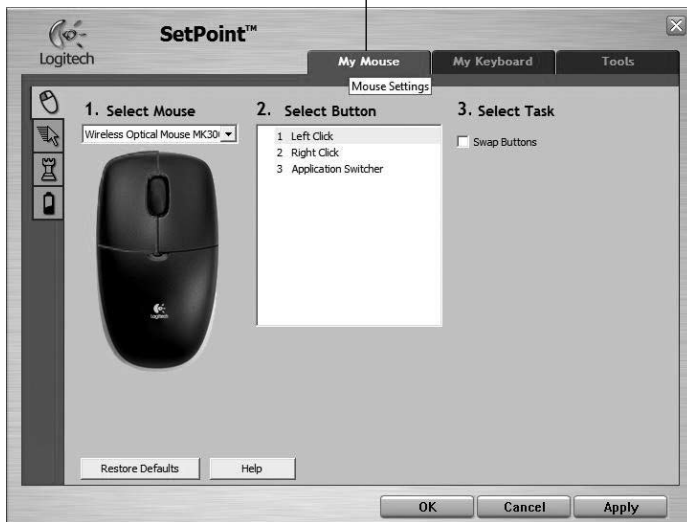 Logitech
SetPoint™
My Mouse
My Keyboard
Tools
Mouse Settings
1. Select Mouse
Wireless Optical Mouse MK30
2. Select Button
1 Left Click
2 Right Click
3 Application Switcher
3. Select Task
Swap Buttons
Logitech
Restore Defaults
Help
OK
Cancel
Apply